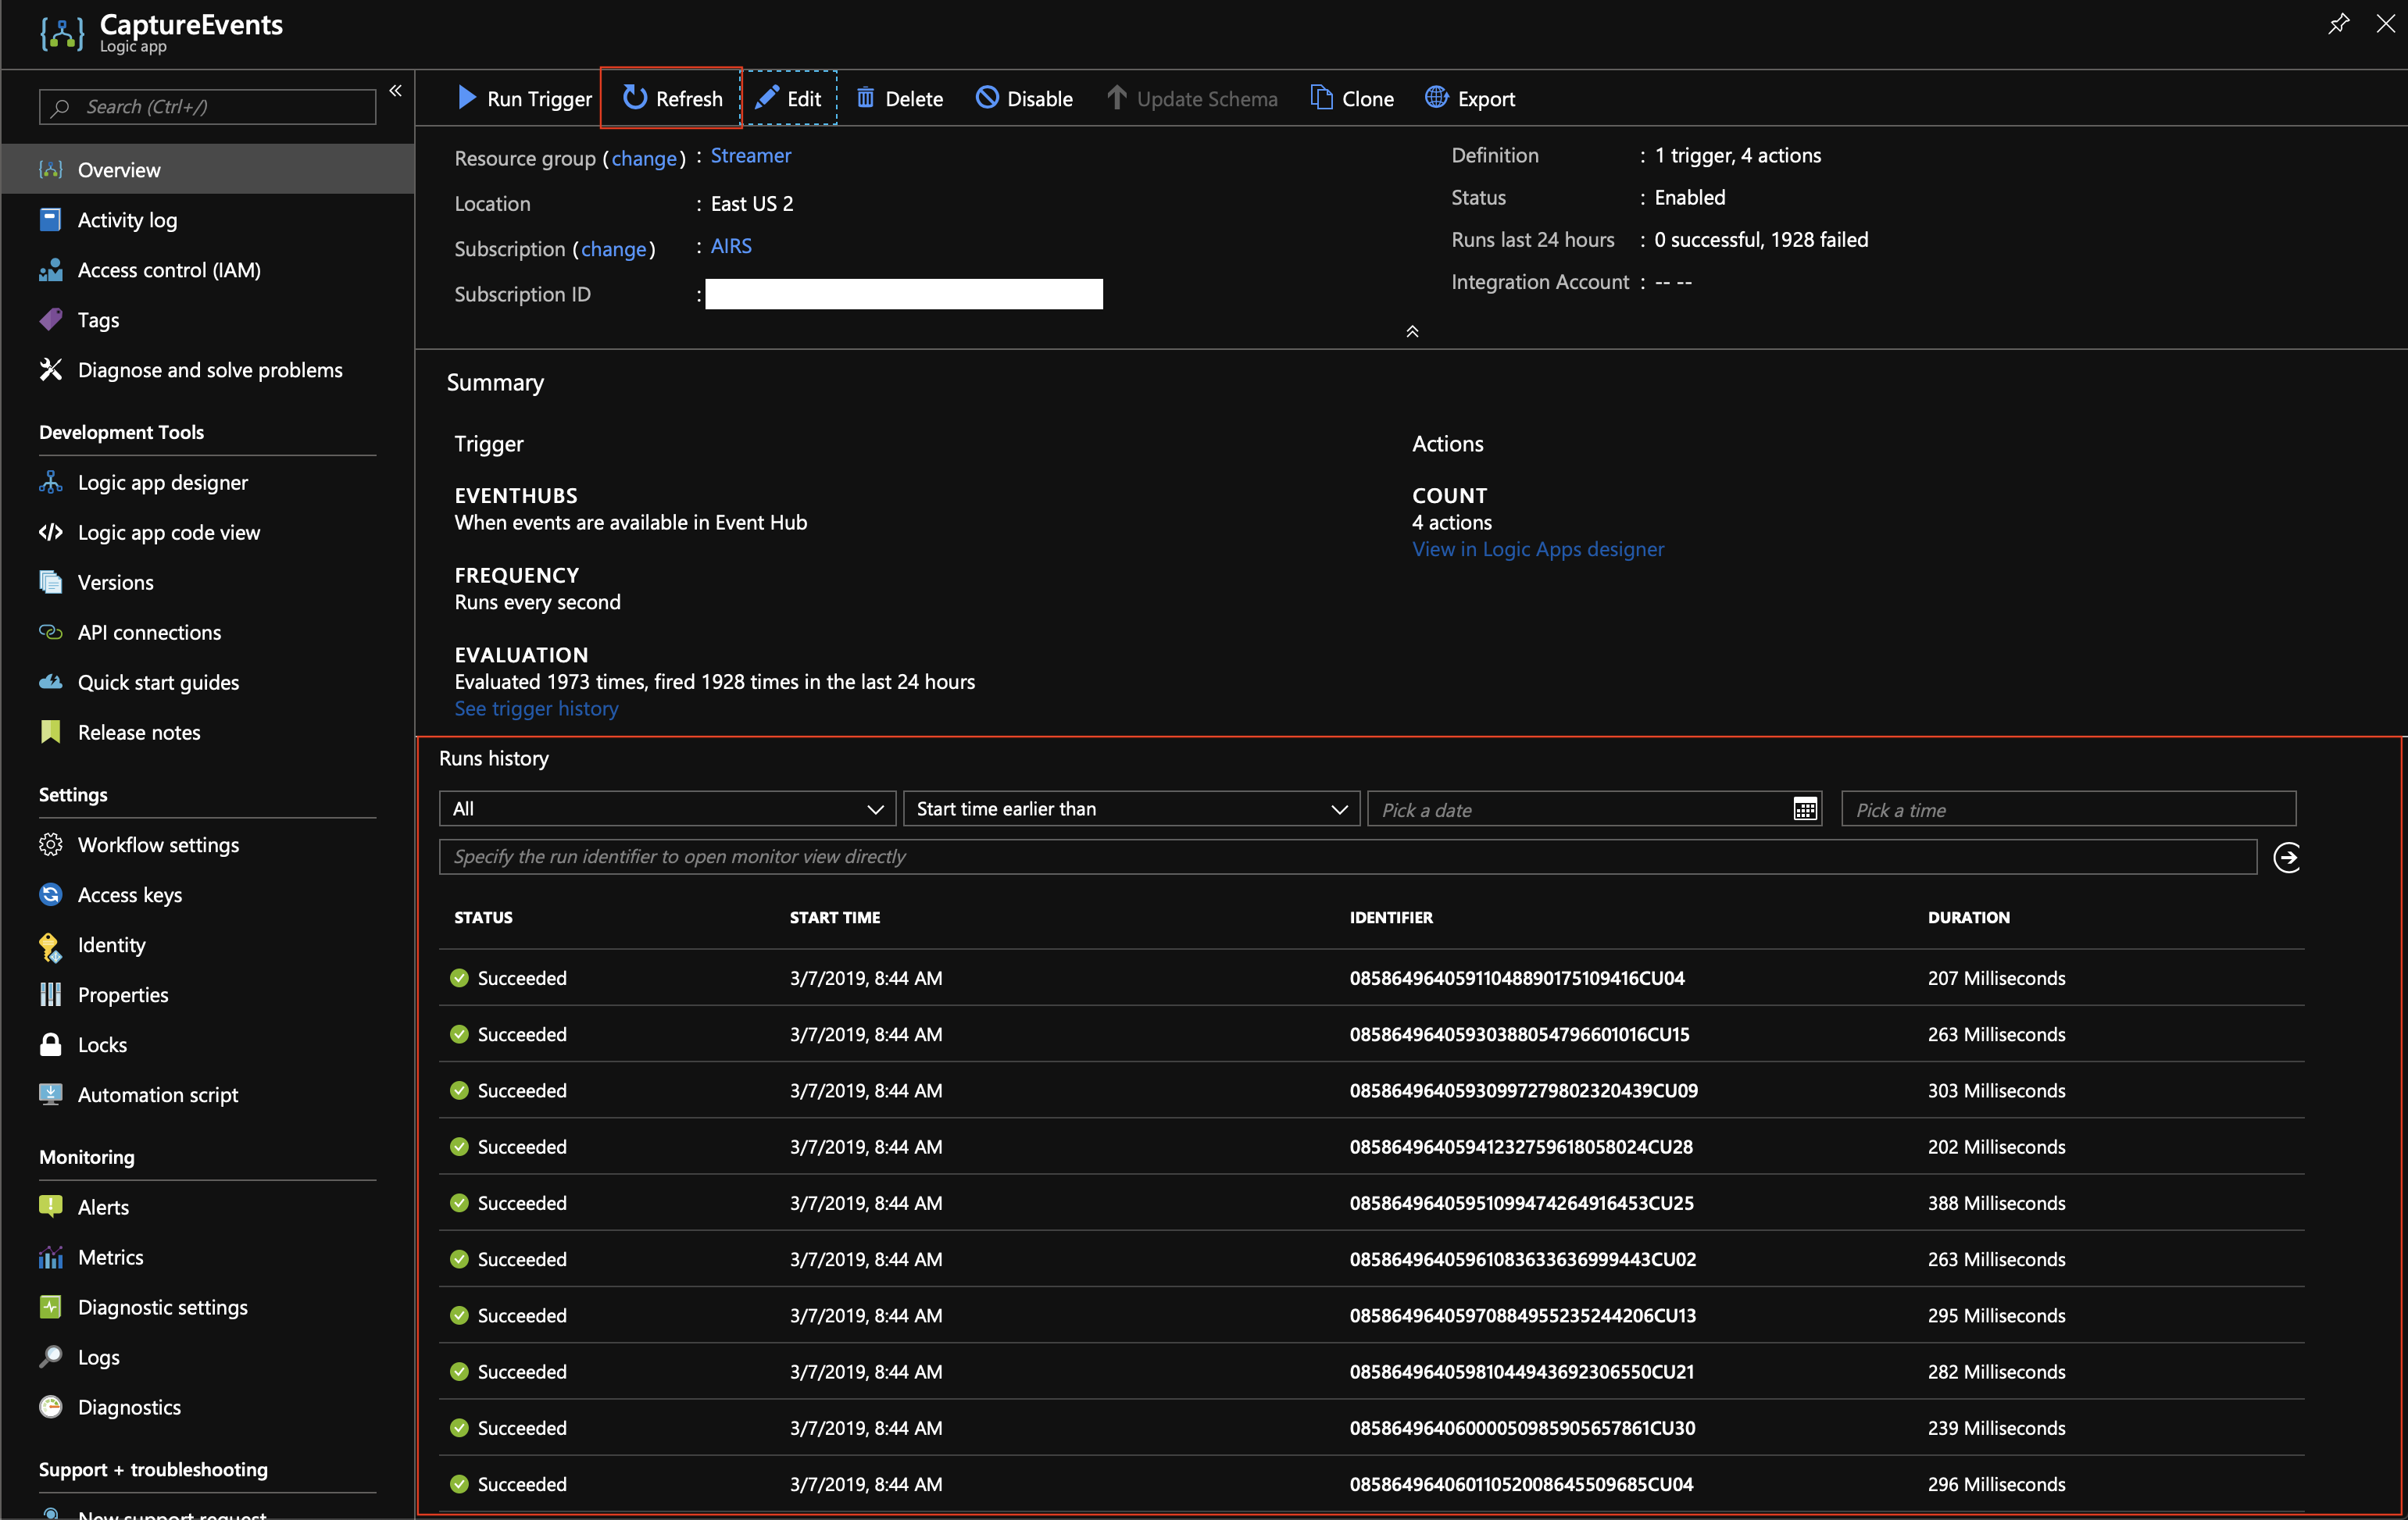 CaptureEvents
Logic app
Search (Ctrl+/)
«
Overview
Activity log
Access control (IAM)
Tags
Diagnose and solve problems
Development Tools
Logic app designer
Logic app code view
Versions
API connections
Quick start guides
Release notes
Settings
Workflow settings
Access keys
Identity
Properties
Locks
Automation script
Monitoring
Alerts
Metrics
Diagnostic settings
Logs
Diagnostics
Support + troubleshooting
New support request
Run Trigger Refresh Edit Delete Disable Update Schema Clone Export
Resource group (change) : Streamer
Location : East US 2
Subscription (change) : AIRS
Subscription ID :
Definition : 1 trigger, 4 actions
Status : Enabled
Runs last 24 hours : 0 successful, 1928 failed
Integration Account : -- --
Summary
Trigger
EVENTHUBS
When events are available in Event Hub
FREQUENCY
Runs every second
EVALUATION
Evaluated 1973 times, fired 1928 times in the last 24 hours
See trigger history
Actions
COUNT
4 actions
View in Logic Apps designer
Runs history
All Start time earlier than Pick a date Pick a time
Specify the run identifier to open monitor view directly
STATUS START TIME IDENTIFIER DURATION
Succeeded 3/7/2019, 8:44 AM 08586496405911048890175109416CU04 207 Milliseconds
Succeeded 3/7/2019, 8:44 AM 08586496405930388054796601016CU15 263 Milliseconds
Succeeded 3/7/2019, 8:44 AM 08586496405930997279802320439CU09 303 Milliseconds
Succeeded 3/7/2019, 8:44 AM 08586496405941232759618058024CU28 202 Milliseconds
Succeeded 3/7/2019, 8:44 AM 08586496405951099474264916453CU25 388 Milliseconds
Succeeded 3/7/2019, 8:44 AM 08586496405961083633636999443CU02 263 Milliseconds
Succeeded 3/7/2019, 8:44 AM 08586496405970884955235244206CU13 295 Milliseconds
Succeeded 3/7/2019, 8:44 AM 08586496405981044943692306550CU21 282 Milliseconds
Succeeded 3/7/2019, 8:44 AM 08586496406000050985905657861CU30 239 Milliseconds
Succeeded 3/7/2019, 8:44 AM 08586496406011052008645509685CU04 296 Milliseconds